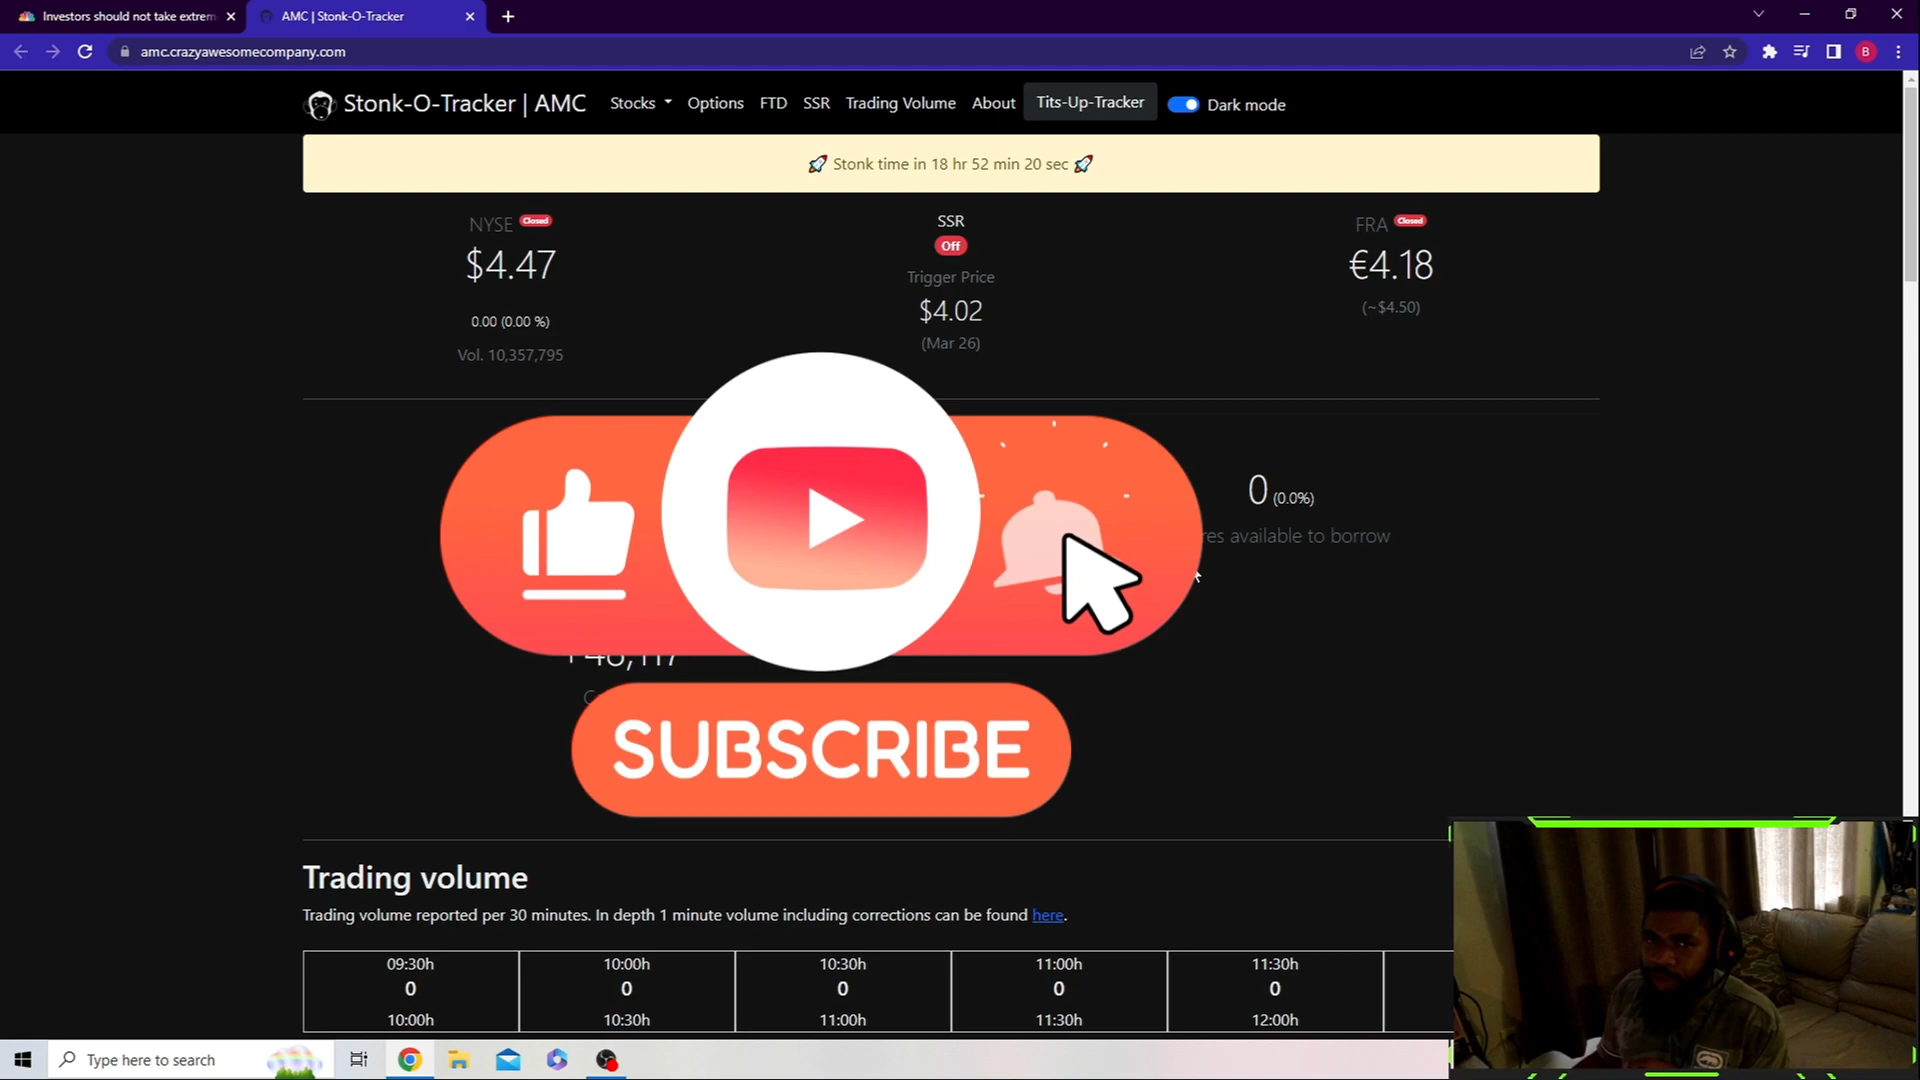 Investors should not take extrem
AMC | Stonk-O-Tracker
amc.crazyawesomecompany.com
B
Stonk-O-Tracker | AMC
Stocks
Options
FTD
SSR
Trading Volume
About
Tits-Up-Tracker
Dark mode
🚀 Stonk time in 18 hr 52 min 20 sec 🚀
NYSE Closed
$4.47
0.00 (0.00 %)
Vol. 10,357,795
SSR
Off
Trigger Price
$4.02
(Mar 26)
FRA Closed
€4.18
(~$4.50)
0 (0.0%)
res available to borrow
SUBSCRIBE
Trading volume
Trading volume reported per 30 minutes. In depth 1 minute volume including corrections can be found here.
09:30h
0
10:00h
10:00h
0
10:30h
10:30h
0
11:00h
11:00h
0
11:30h
11:30h
0
12:00h
Type here to search